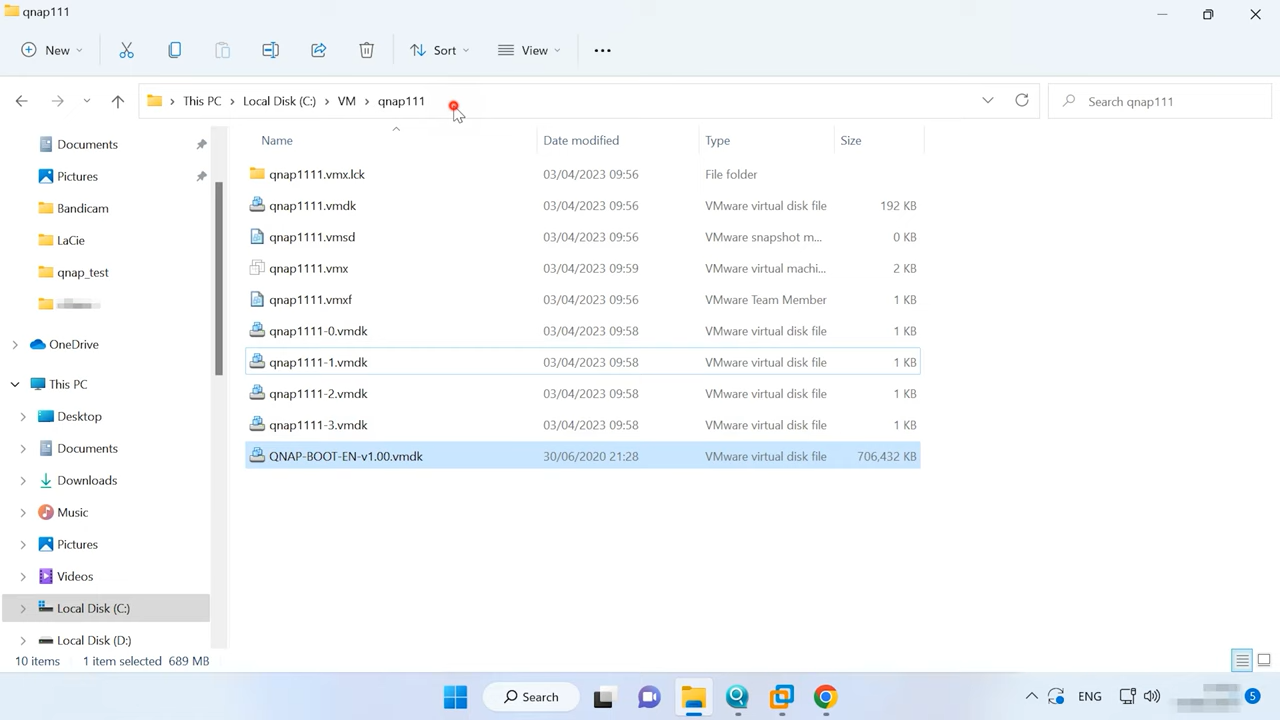 qnap111
New
Sort
View
This PC > Local Disk (C:) > VM > qnap111
Search qnap111
Documents
Pictures
Bandicam
LaCie
qnap_test
OneDrive
This PC
Desktop
Documents
Downloads
Music
Pictures
Videos
Local Disk (C:)
Local Disk (D:)
Name Date modified Type Size
qnap1111.vmx.lck 03/04/2023 09:56 File folder
qnap1111.vmdk 03/04/2023 09:56 VMware virtual disk file 192 KB
qnap1111.vmsd 03/04/2023 09:56 VMware snapshot m... 0 KB
qnap1111.vmx 03/04/2023 09:59 VMware virtual machi... 2 KB
qnap1111.vmxf 03/04/2023 09:56 VMware Team Member 1 KB
qnap1111-0.vmdk 03/04/2023 09:58 VMware virtual disk file 1 KB
qnap1111-1.vmdk 03/04/2023 09:58 VMware virtual disk file 1 KB
qnap1111-2.vmdk 03/04/2023 09:58 VMware virtual disk file 1 KB
qnap1111-3.vmdk 03/04/2023 09:58 VMware virtual disk file 1 KB
QNAP-BOOT-EN-v1.00.vmdk 30/06/2020 21:28 VMware virtual disk file 706,432 KB
10 items 1 item selected 689 MB
Search
ENG
5